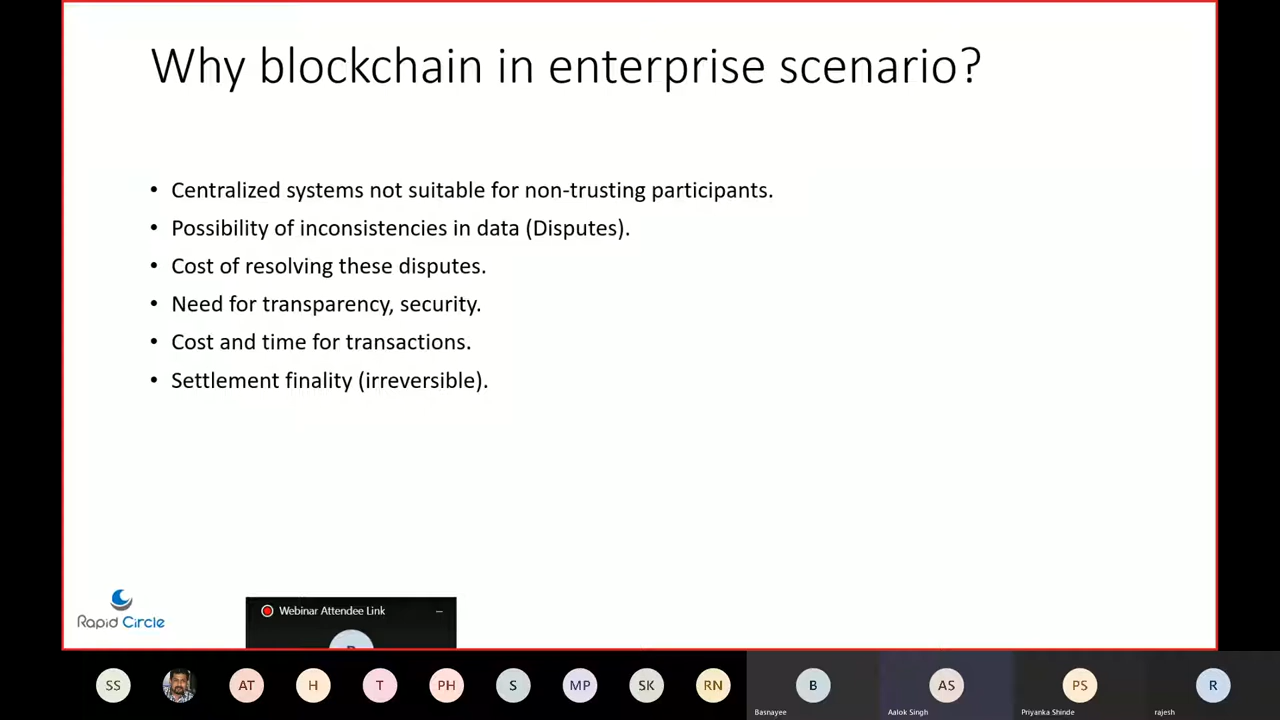 Why blockchain in enterprise scenario?
• Centralized systems not suitable for non-trusting participants.
• Possibility of inconsistencies in data (Disputes).
• Cost of resolving these disputes.
• Need for transparency, security.
• Cost and time for transactions.
• Settlement finality (irreversible).
Rapid Circle
Webinar Attendee Link
SS AT H T PH S MP SK RN B AS PS R
Basnayee Aalok Singh Priyanka Shinde rajesh